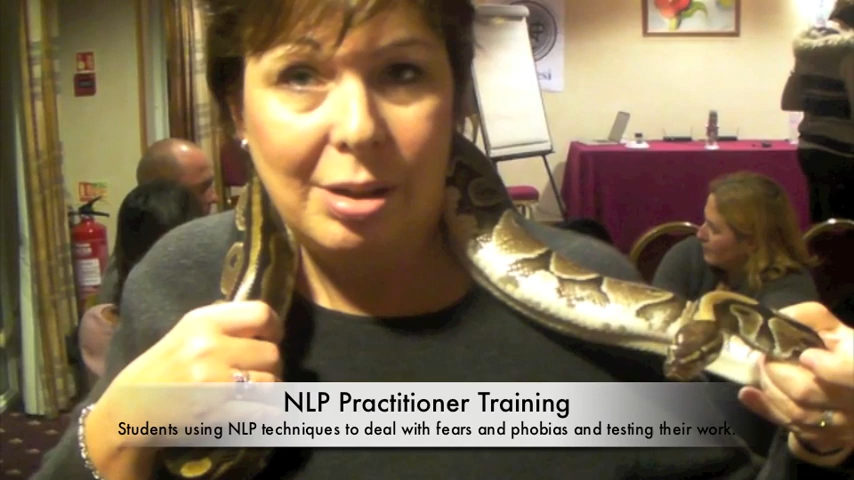 NLP Practitioner Training
Students using NLP techniques to deal with fears and phobias and testing their work.